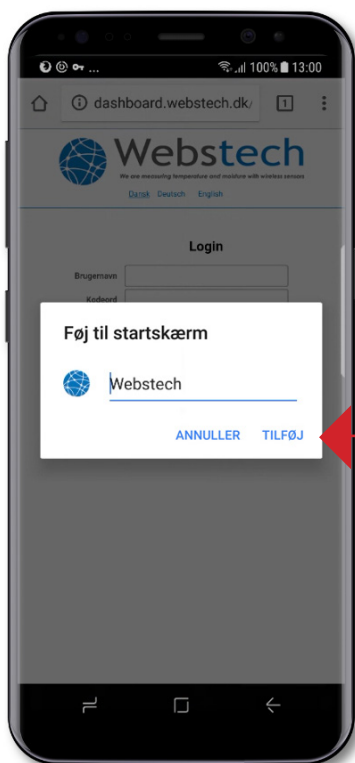 ... 100% 13:00
dashboard.webstech.dk/ 1
Webstech
We are measuring temperature and moisture with wireless sensors
Dansk Deutsch English
Login
Brugernavn
Kodeord
Føj til startskærm
Webstech
ANNULLER TILFØJ